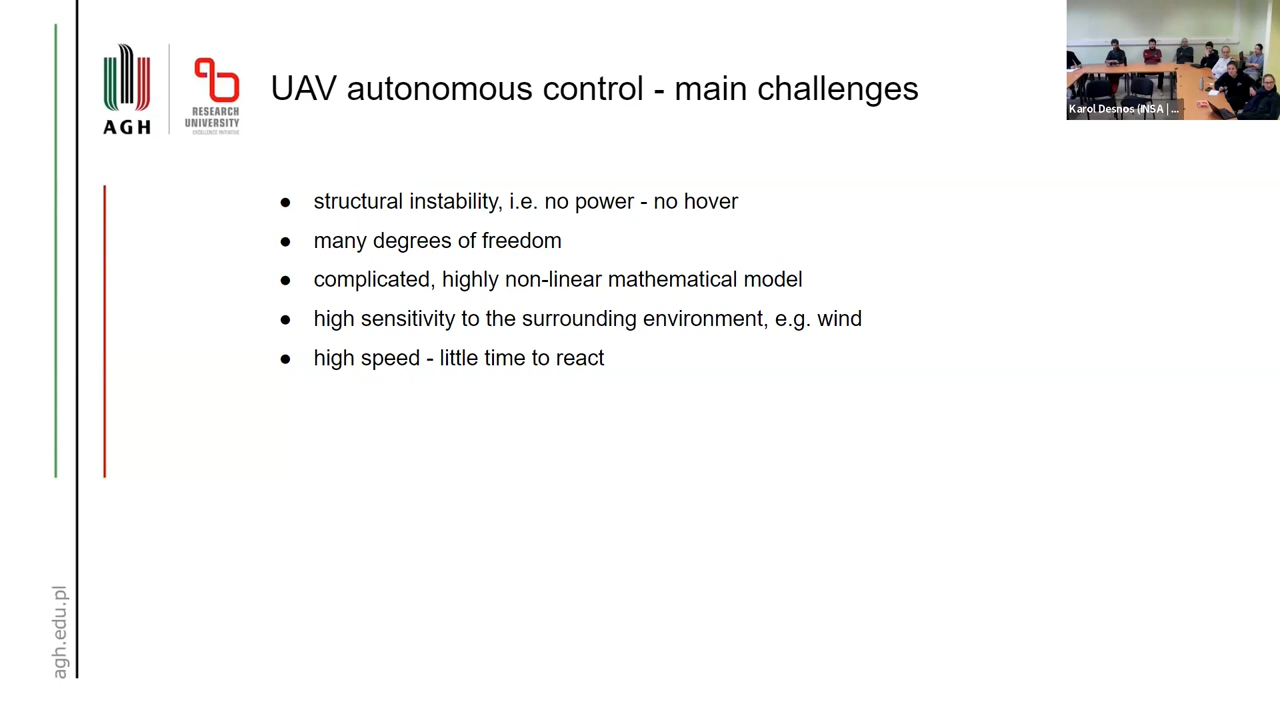 UAV autonomous control - main challenges
AGH
RESEARCH
UNIVERSITY
EXCELLENCE INITIATIVE
Karol Desnos (INSA | ...
● structural instability, i.e. no power - no hover
● many degrees of freedom
● complicated, highly non-linear mathematical model
● high sensitivity to the surrounding environment, e.g. wind
● high speed - little time to react
agh.edu.pl